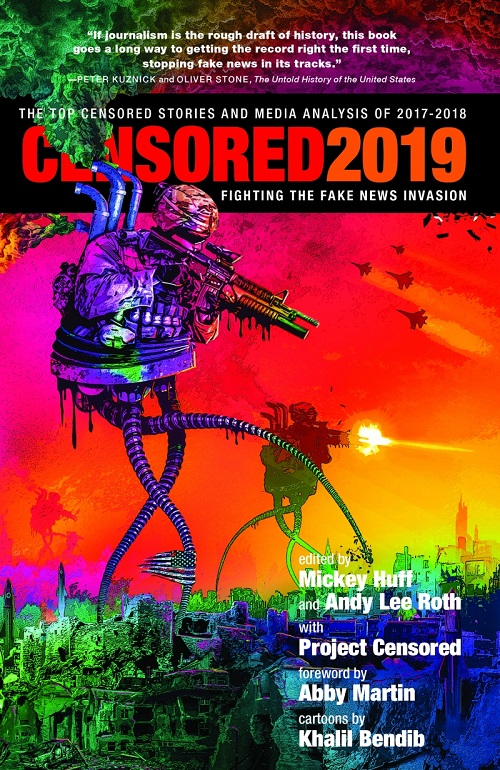 “If journalism is the rough draft of history, this book
goes a long way to getting the record right the first time,
stopping fake news in its tracks.”
—PETER KUZNICK and OLIVER STONE, The Untold History of the United States
THE TOP CENSORED STORIES AND MEDIA ANALYSIS OF 2017-2018
CENSORED2019
FIGHTING THE FAKE NEWS INVASION
edited by
Mickey Huff
and Andy Lee Roth
with
Project Censored
foreword by
Abby Martin
cartoons by
Khalil Bendib